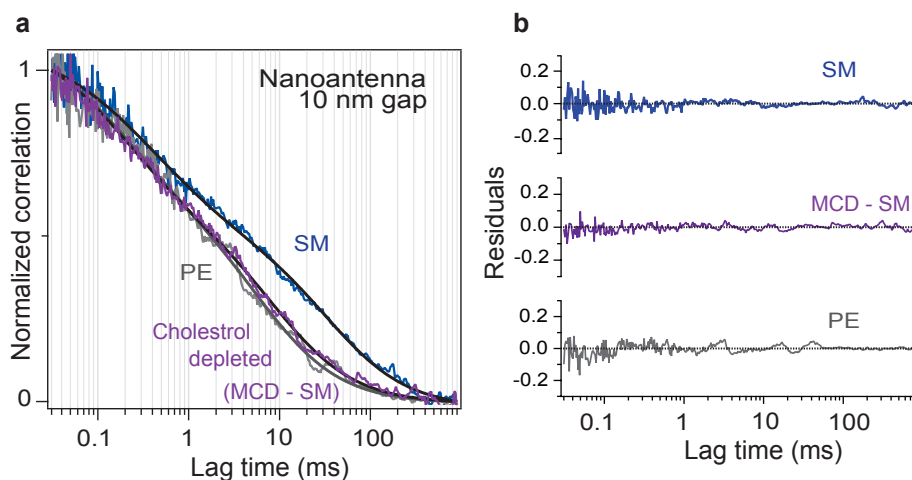 a
Normalized correlation
1
0
Nanoantenna
10 nm gap
SM
PE
Cholestrol
depleted
(MCD - SM)
0.1 1 10 100
Lag time (ms)
b
Residuals
0.2
0.0
-0.2
SM
0.2
0.0
-0.2
MCD - SM
0.2
0.0
-0.2
PE
0.1 1 10 100
Lag time (ms)